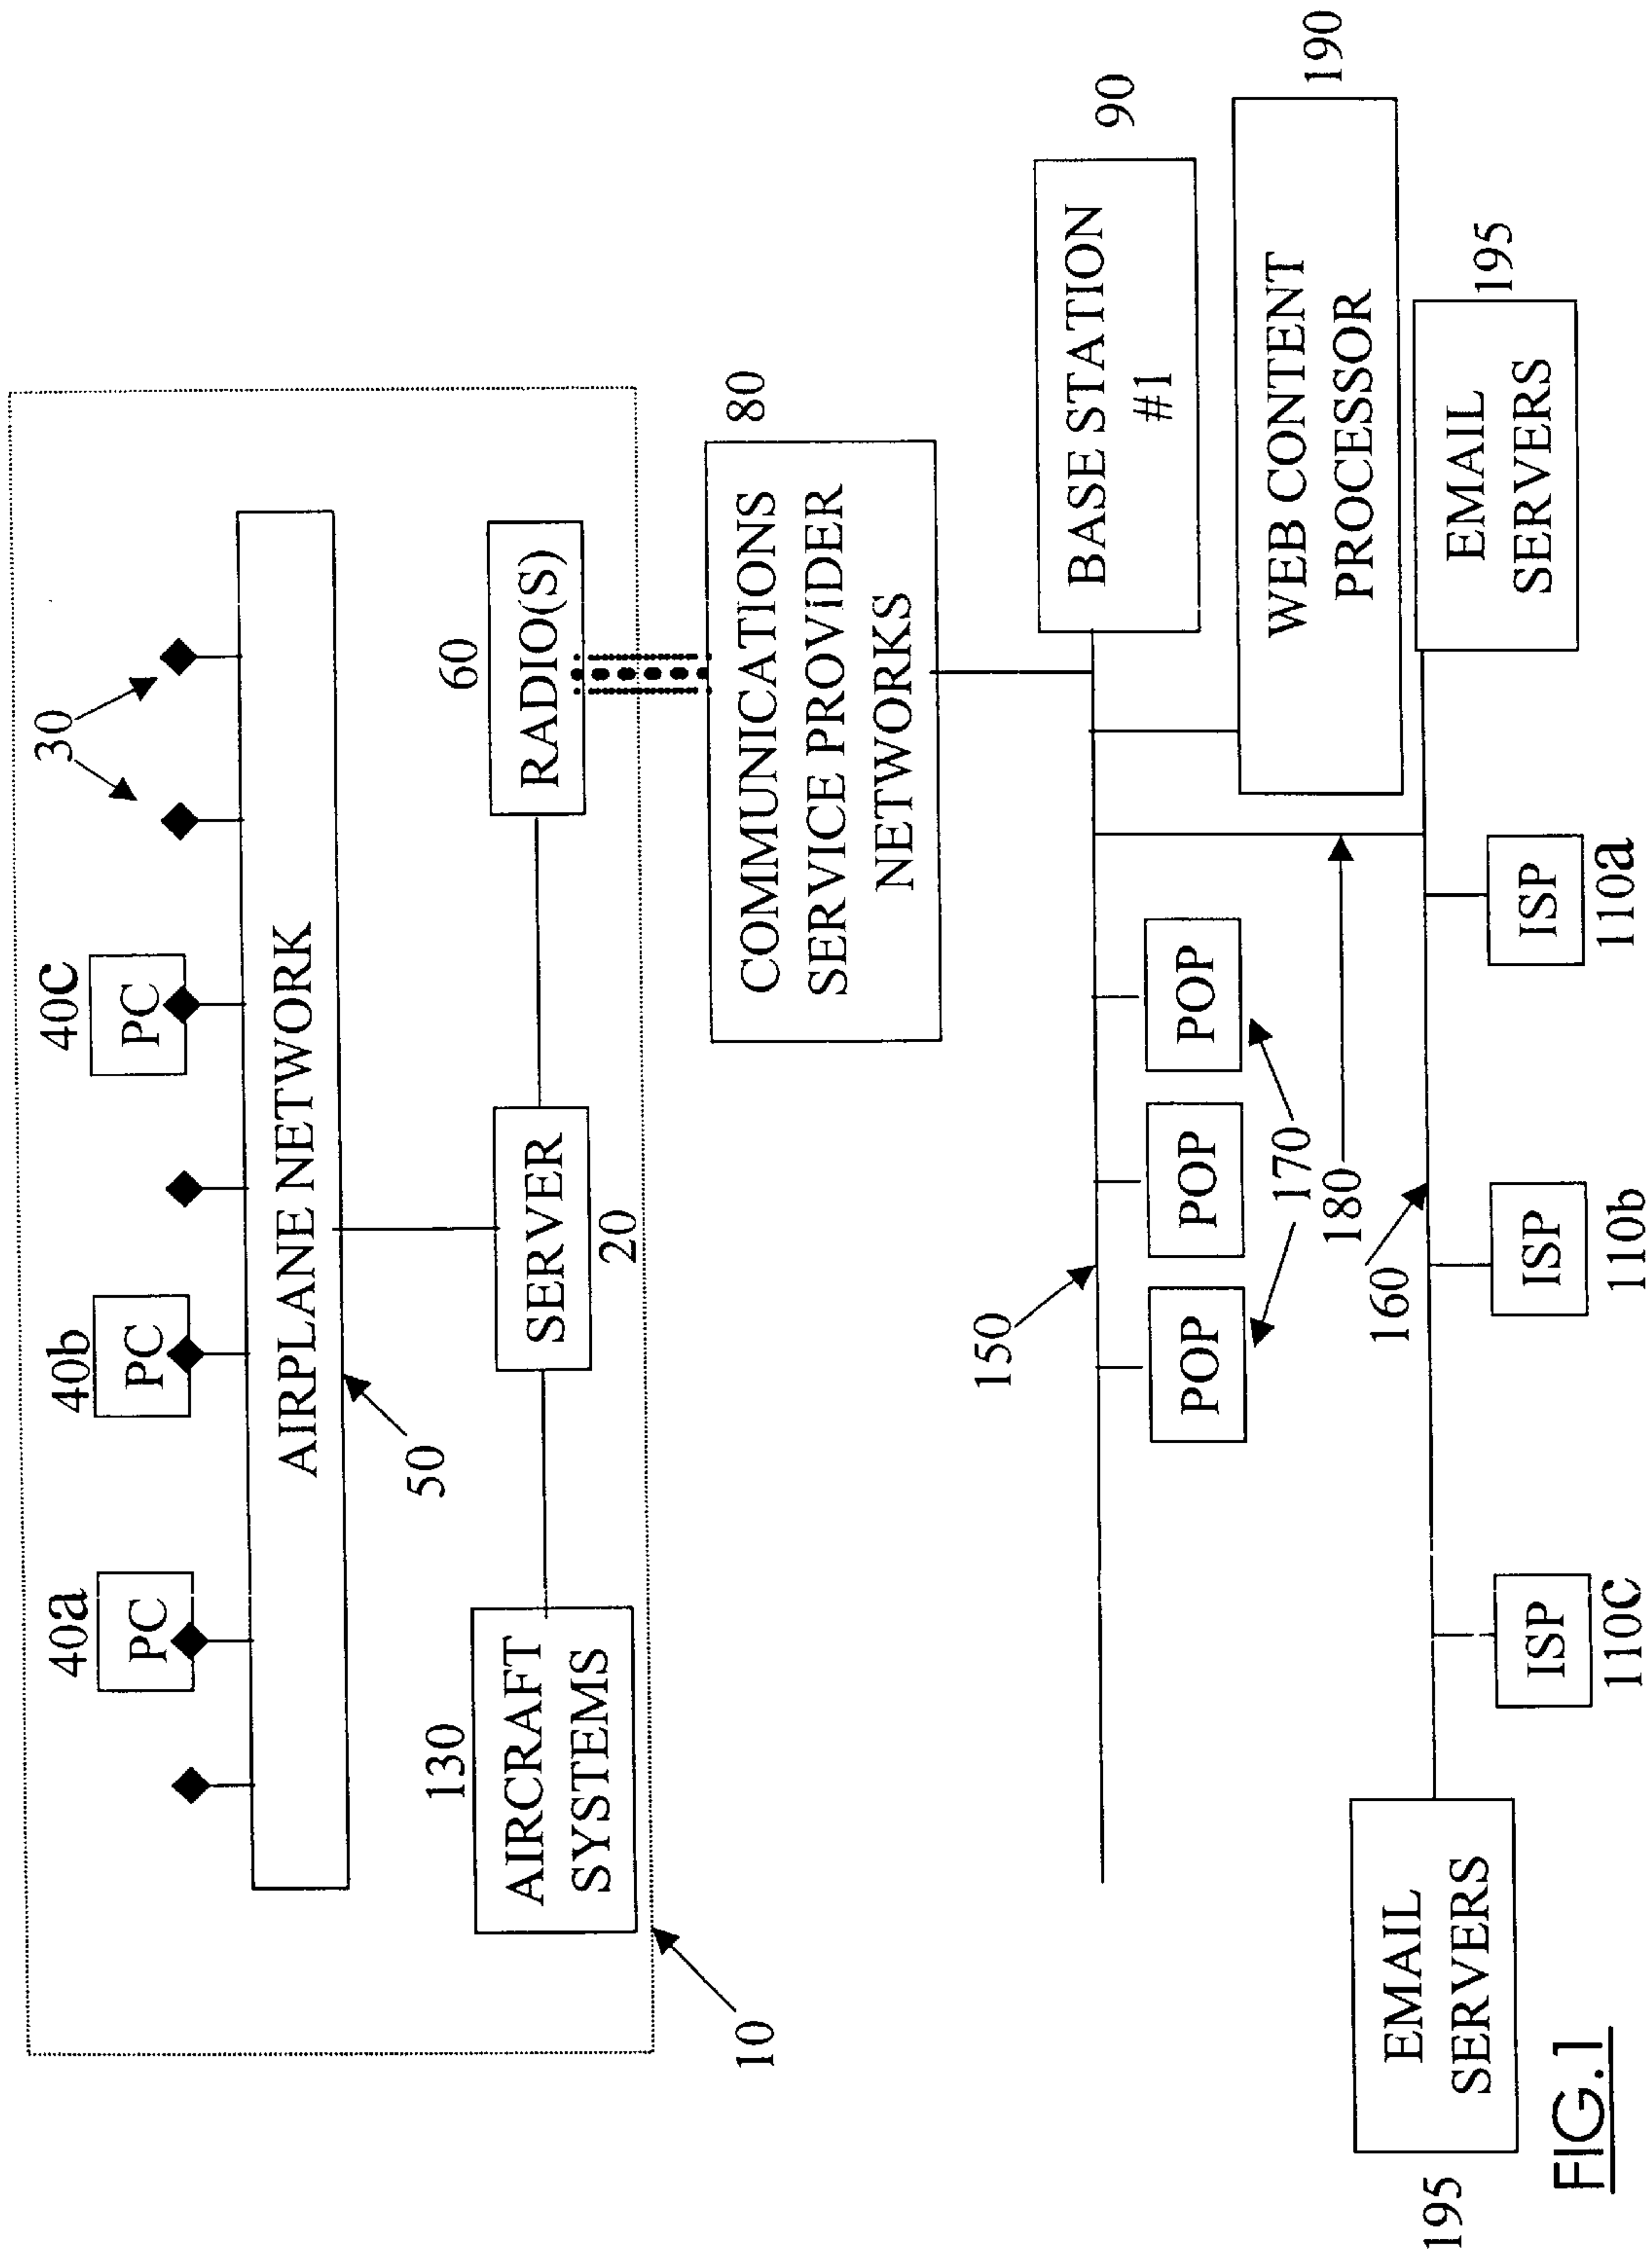 30
40a
40b
40c
PC
PC
PC
AIRPLANE NETWORK
50
130
60
AIRCRAFT
SYSTEMS
SERVER
RADIO(S)
20
10
80
COMMUNICATIONS
SERVICE PROViDER
NETWORKS
150
BASE STATION
#1
90
POP
POP
POP
170
180
160
WEB CONTENT
PROCESSOR
190
EMAIL
SERVERS
195
EMAIL
SERVERS
195
ISP
ISP
ISP
110c
110b
110a
FIG.1